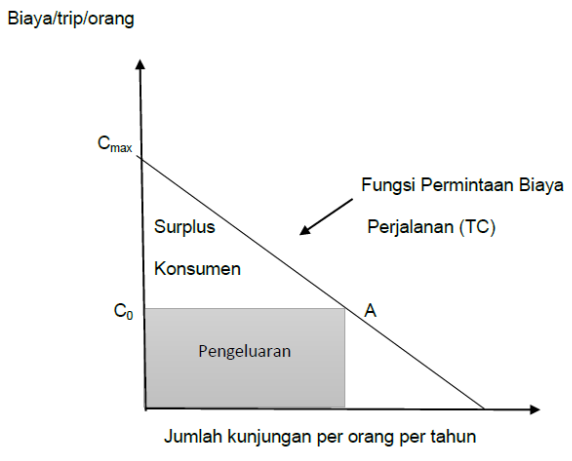 Biaya/trip/orang
Cmax
Fungsi Permintaan Biaya
Perjalanan (TC)
Surplus
Konsumen
C0
A
Pengeluaran
Jumlah kunjungan per orang per tahun